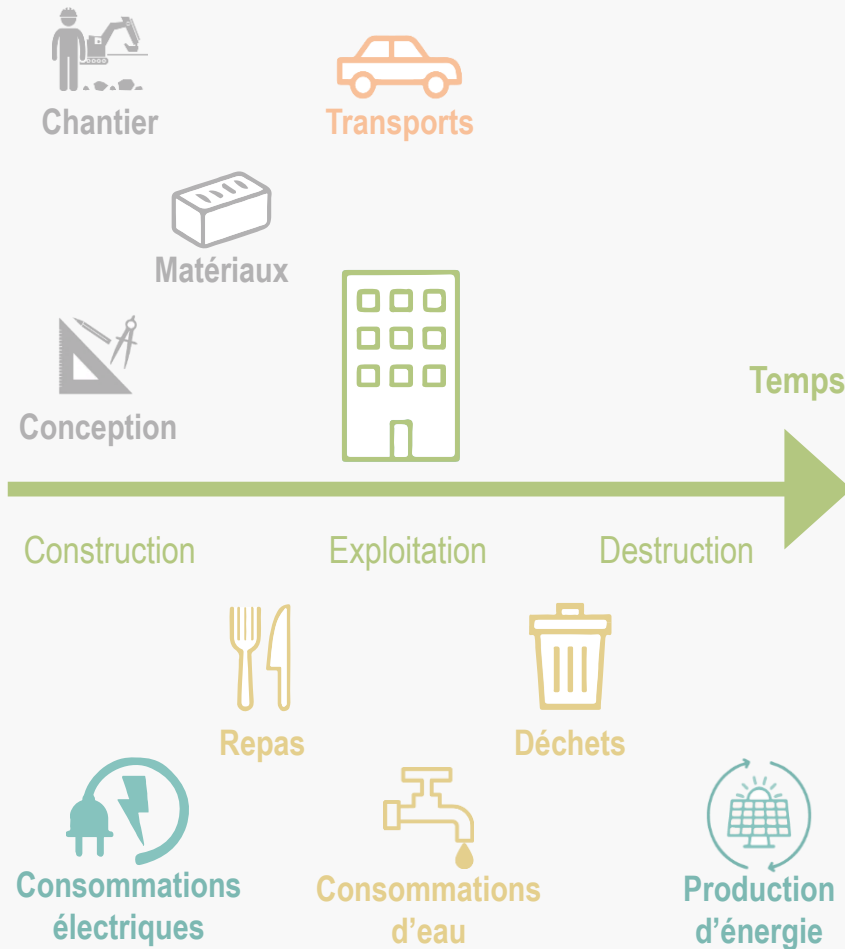 Chantier
Transports
Matériaux
Temps
Conception
Construction
Exploitation
Destruction
Repas
Déchets
Consommations
électriques
Consommations
d’eau
Production
d’énergie